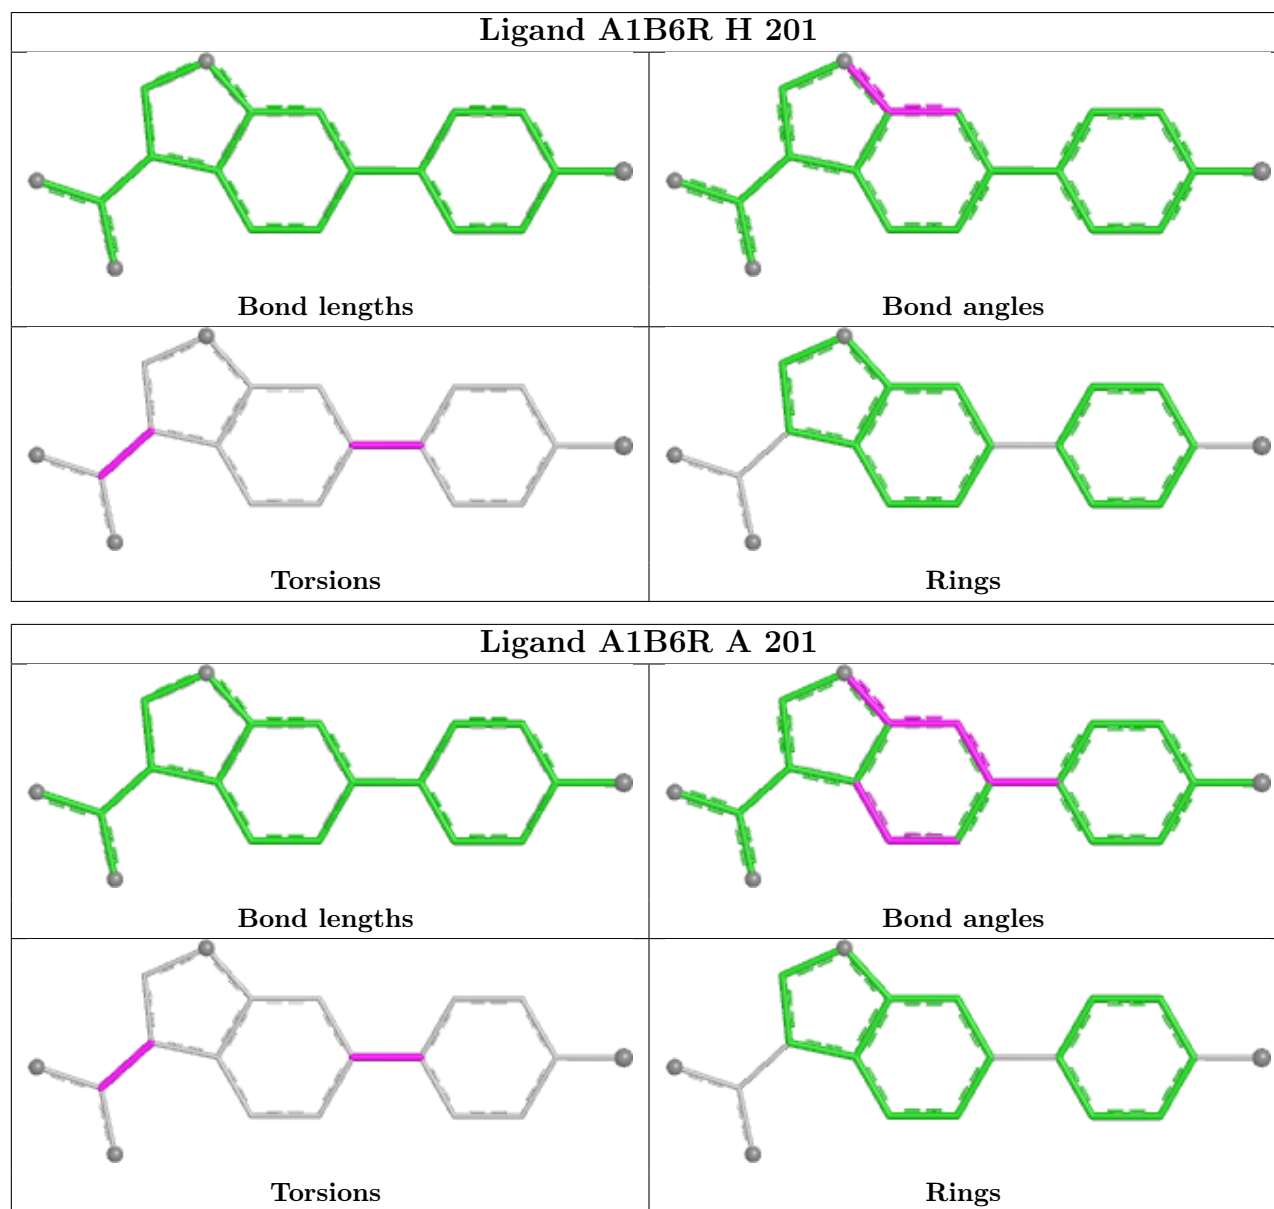 Ligand A1B6R H 201
Bond lengths
Bond angles
Torsions
Rings
Ligand A1B6R A 201
Bond lengths
Bond angles
Torsions
Rings